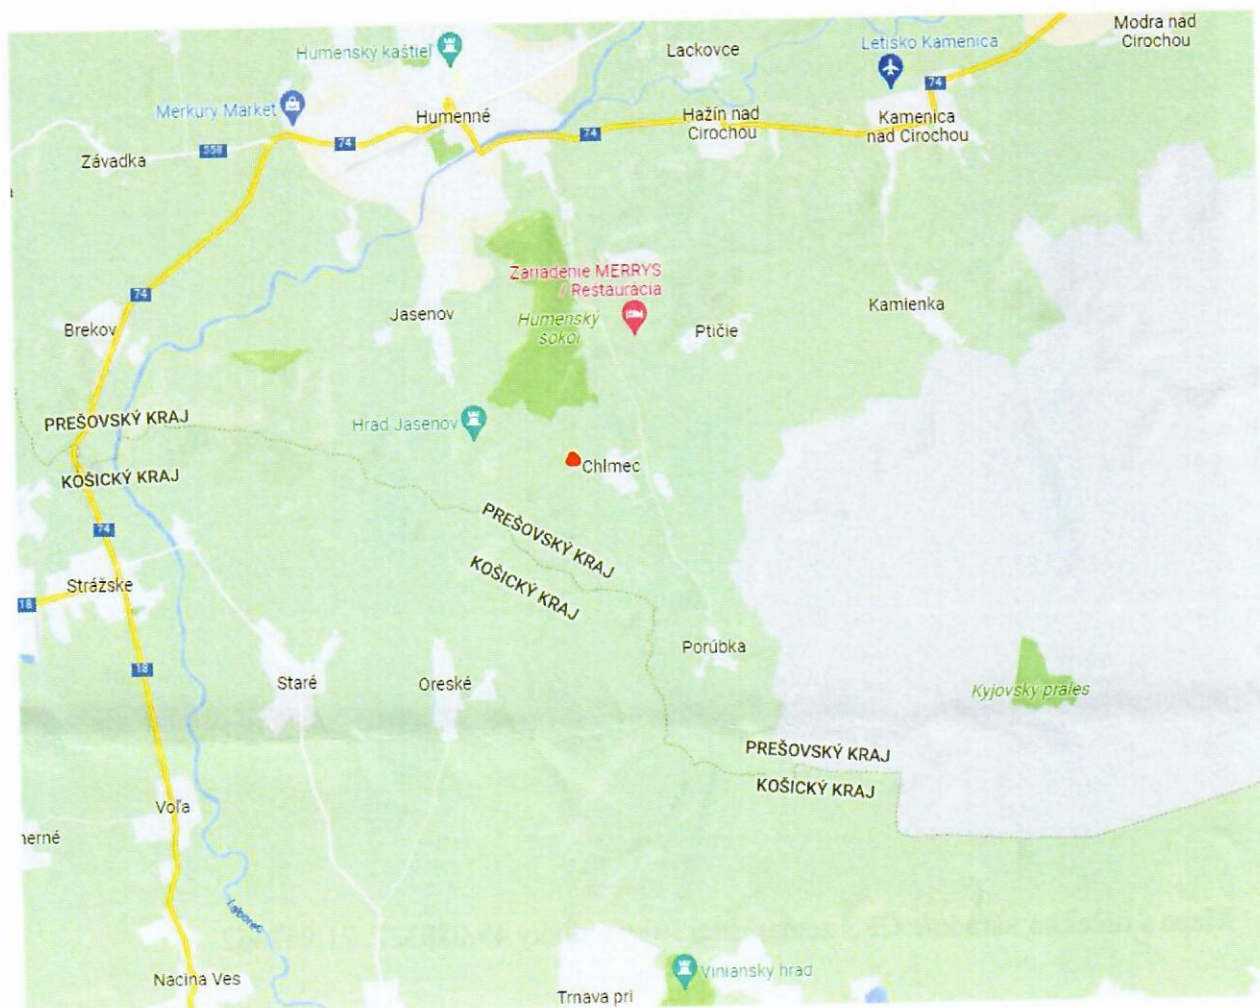 Modra nad
Cirochou
Humenský kaštieľ
Lackovce
Letisko Kamenica
74
Merkury Market
Humenné
Hažín nad
Cirochou
Kamenica
nad Cirochou
74
74
558
Závadka
Zariadenie MERRYS
/ Reštaurácia
74
Kamienka
Brekov
Jasenov
Humenský
sokol
Ptičie
PREŠOVSKÝ KRAJ
Hrad Jasenov
KOŠICKÝ KRAJ
Chlmec
74
PREŠOVSKÝ KRAJ
KOŠICKÝ KRAJ
Strážske
18
Porúbka
18
Staré
Oreské
Kyjovský prales
PREŠOVSKÝ KRAJ
KOŠICKÝ KRAJ
Voľa
nerné
Laborec
Nacina Ves
Viniansky hrad
Trnava pri